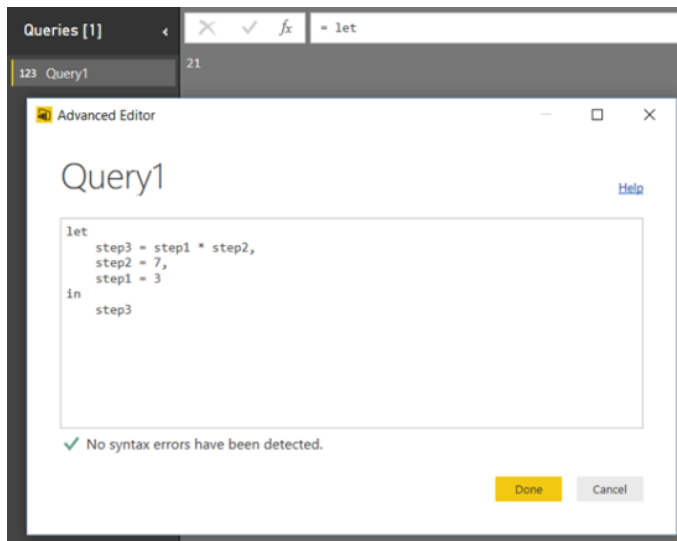 Queries [1]
fx
= let
123 Query1
21
Advanced Editor
Query1
Help
let
step3 = step1 * step2,
step2 = 7,
step1 = 3
in
step3
No syntax errors have been detected.
Done
Cancel